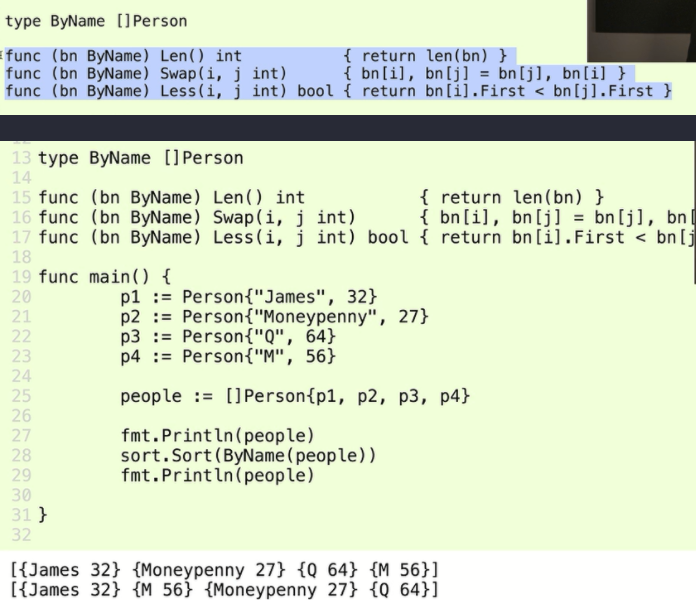 type ByName []Person
func (bn ByName) Len() int { return len(bn) }
func (bn ByName) Swap(i, j int) { bn[i], bn[j] = bn[j], bn[i] }
func (bn ByName) Less(i, j int) bool { return bn[i].First < bn[j].First }
12
13 type ByName []Person
14
15 func (bn ByName) Len() int { return len(bn) }
16 func (bn ByName) Swap(i, j int) { bn[i], bn[j] = bn[j], bn[
17 func (bn ByName) Less(i, j int) bool { return bn[i].First < bn[j
18
19 func main() {
20 p1 := Person{"James", 32}
21 p2 := Person{"Moneypenny", 27}
22 p3 := Person{"Q", 64}
23 p4 := Person{"M", 56}
24
25 people := []Person{p1, p2, p3, p4}
26
27 fmt.Println(people)
28 sort.Sort(ByName(people))
29 fmt.Println(people)
30
31 }
32
[{James 32} {Moneypenny 27} {Q 64} {M 56}]
[{James 32} {M 56} {Moneypenny 27} {Q 64}]